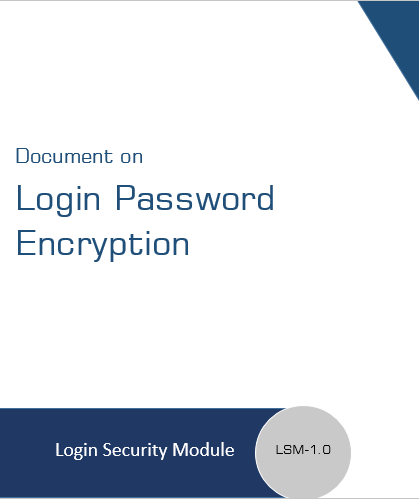 Document on
Login Password
Encryption
Login Security Module
LSM-1.0